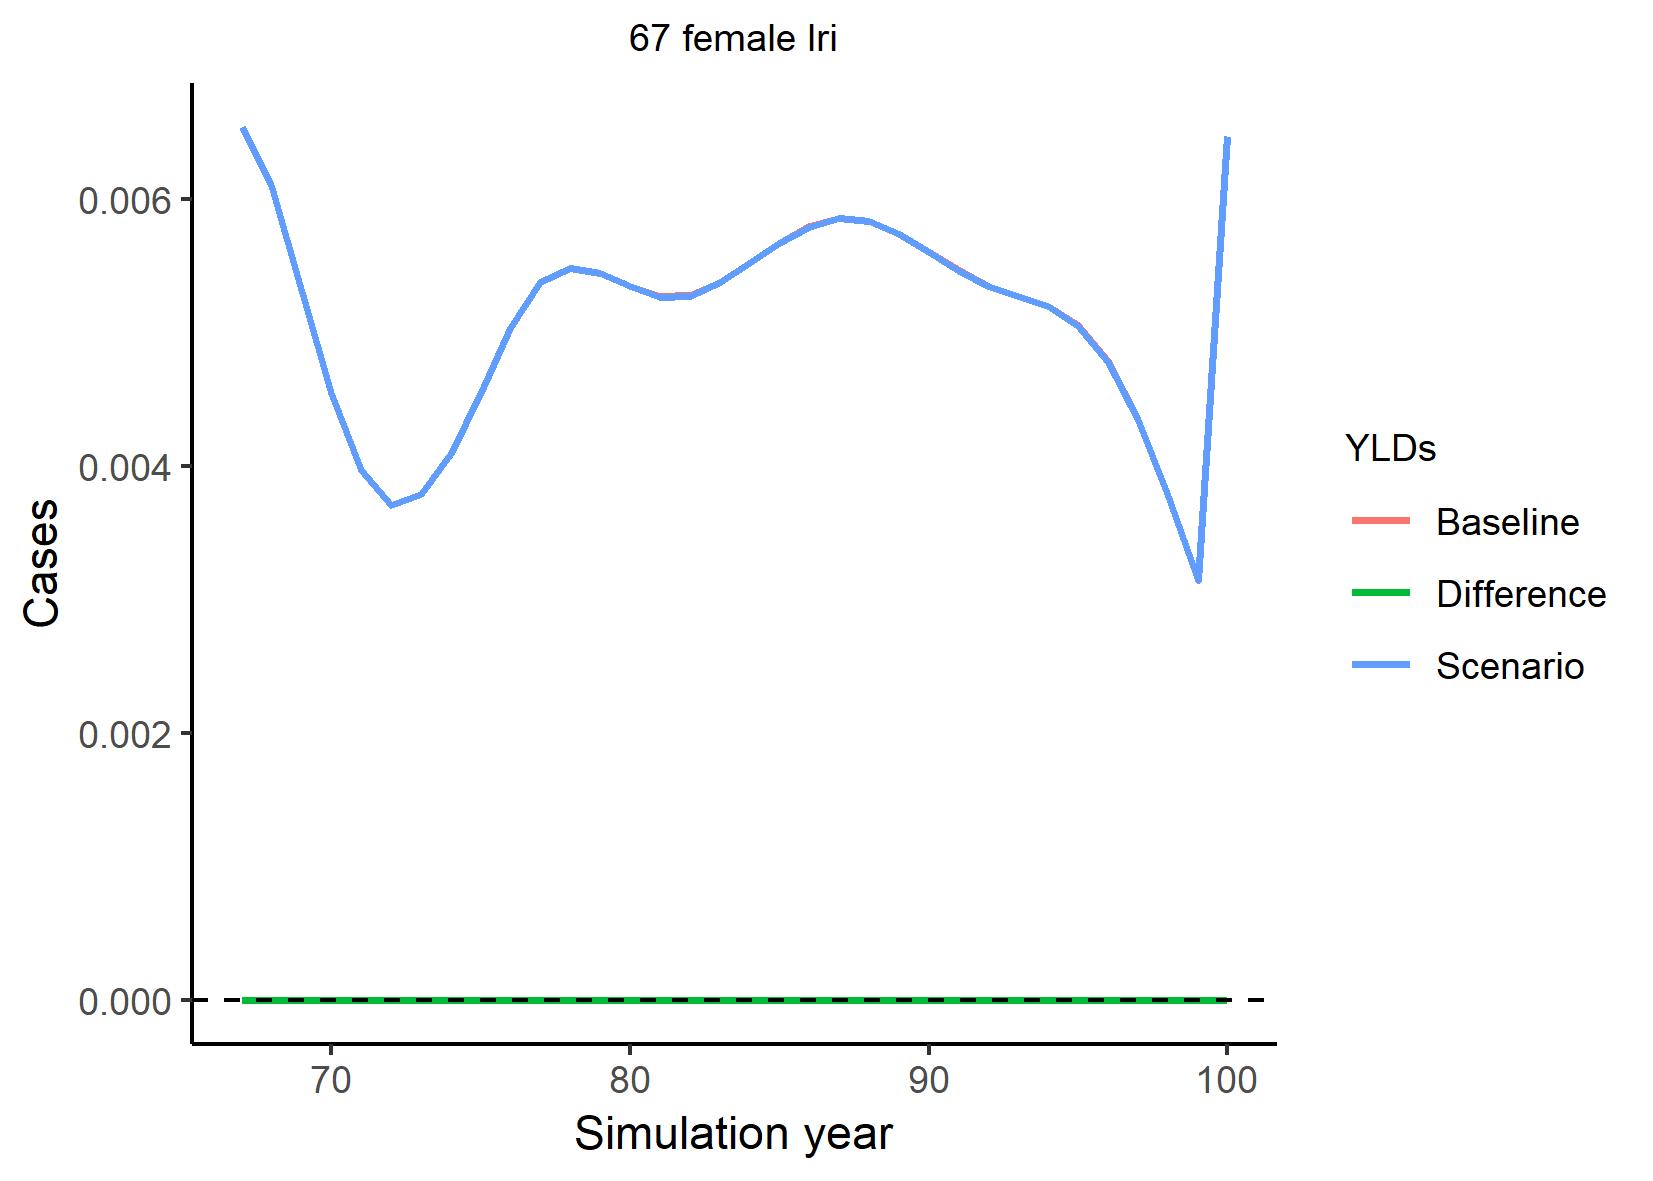 67 female lri
Cases
0.006
0.004
0.002
0.000
70 80 90 100
Simulation year
YLDs
Baseline
Difference
Scenario